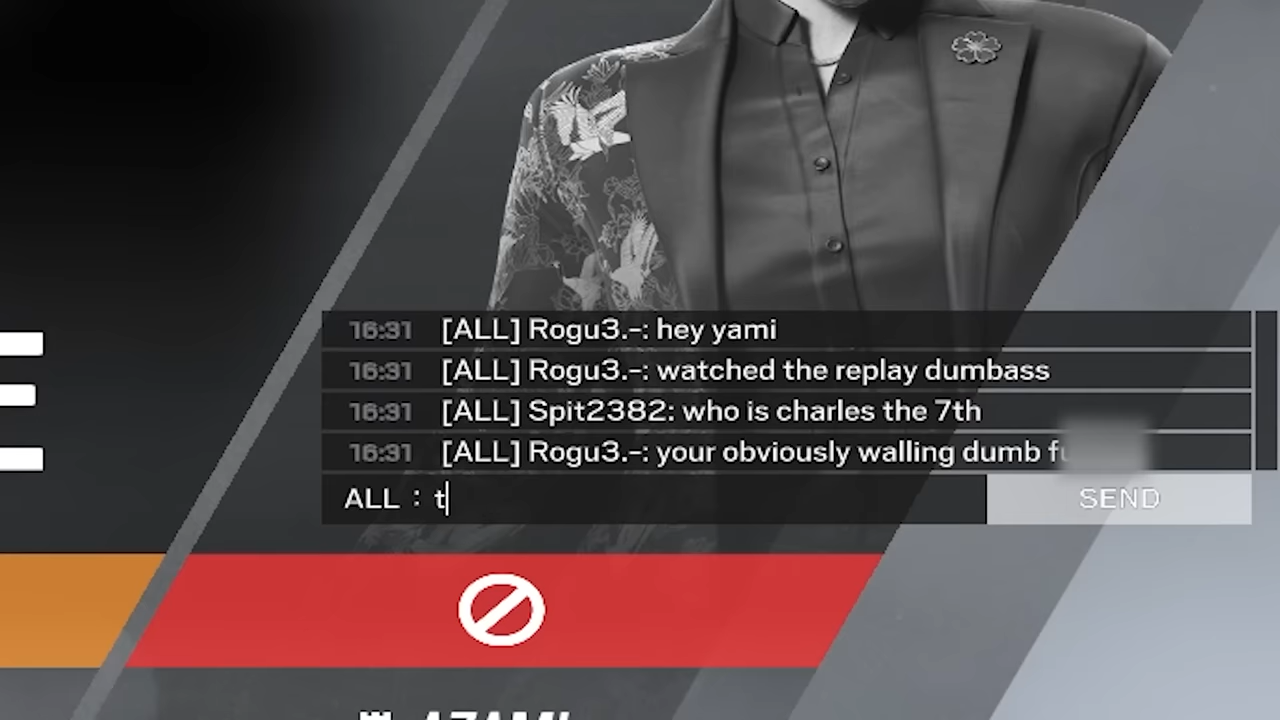 16:31 [ALL] Rogu3.-: hey yami
16:31 [ALL] Rogu3.-: watched the replay dumbass
16:31 [ALL] Spit2382: who is charles the 7th
16:31 [ALL] Rogu3.-: your obviously walling dumb
ALL : t
SEND